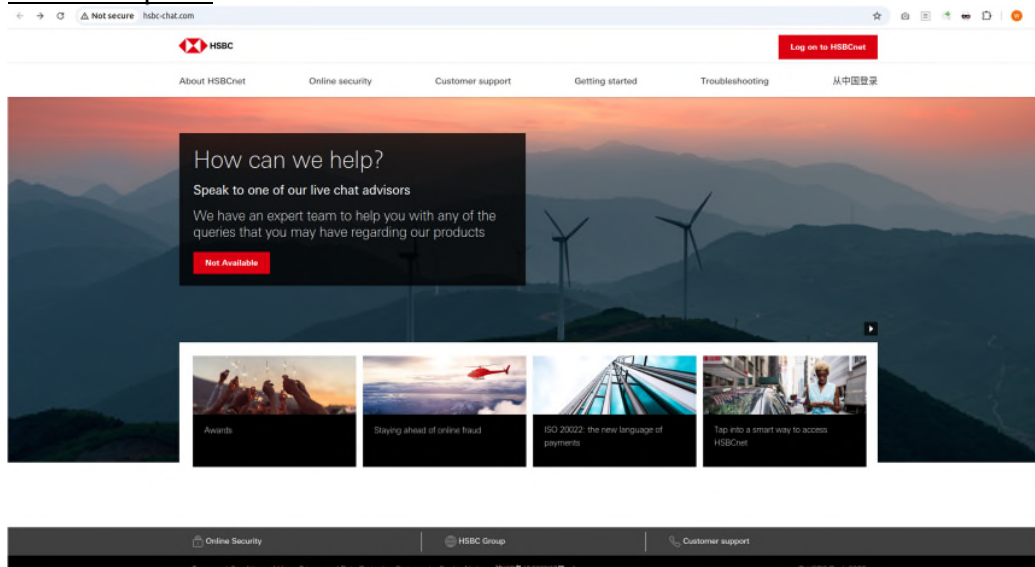 Not secure hsbc-chat.com
HSBC
Log on to HSBCnet
About HSBCnet Online security Customer support Getting started Troubleshooting 从中国登录
How can we help?
Speak to one of our live chat advisors
We have an expert team to help you with any of the
queries that you may have regarding our products
Not Available
Awards
Staying ahead of online fraud
ISO 20022: the new language of
payments
Tap into a smart way to access
HSBCnet
Online Security HSBC Group Customer support